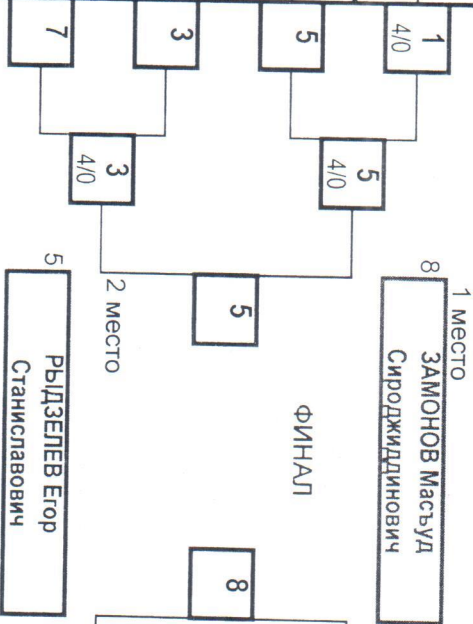 1 место
1
4/0
8
ЗАМОНОВ Масъуд
Сироджиддинович
5
4/0
5
ФИНАЛ
5
8
3
3
4/0
2 место
7
5
РЫДЗЕЛЕВ Егор
Станиславович